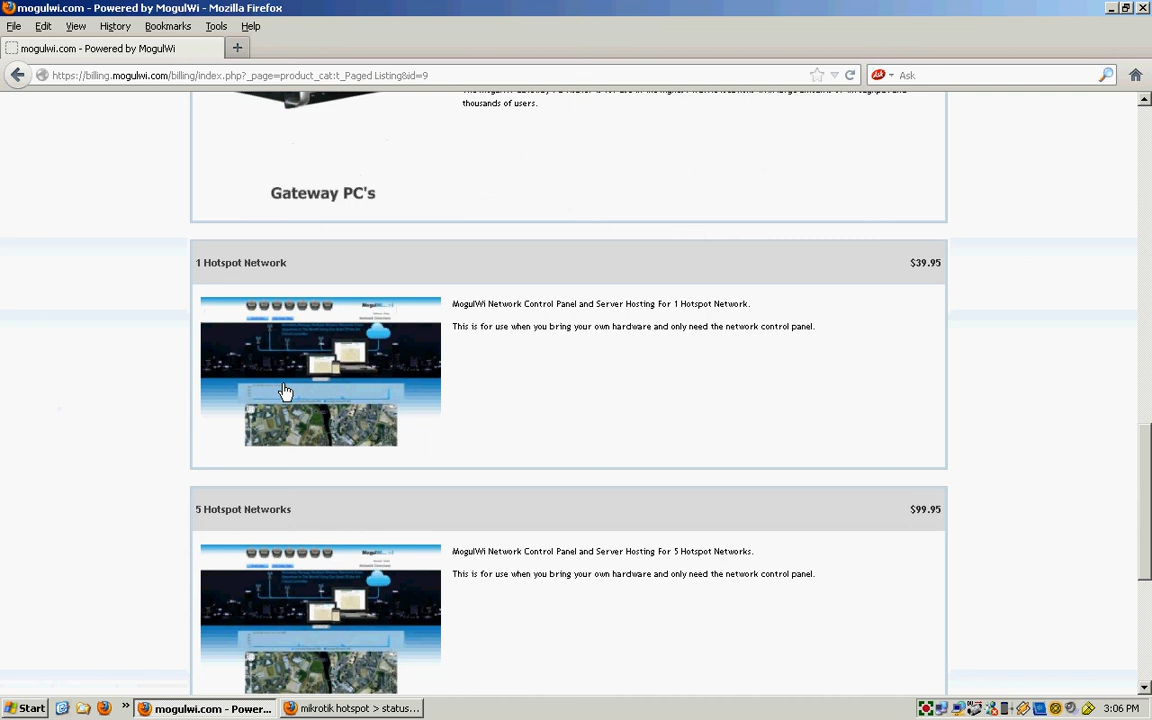 mogulwi.com - Powered by MogulWi - Mozilla Firefox
File Edit View History Bookmarks Tools Help
mogulwi.com - Powered by MogulWi
https://billing.mogulwi.com/billing/index.php?_page=product_cat:t_Paged Listing&id=9
Ask
thousands of users.
Gateway PC's
1 Hotspot Network $39.95
MogulWi Network Control Panel and Server Hosting For 1 Hotspot Network.
This is for use when you bring your own hardware and only need the network control panel.
5 Hotspot Networks $99.95
MogulWi Network Control Panel and Server Hosting For 5 Hotspot Networks.
This is for use when you bring your own hardware and only need the network control panel.
Start
mogulwi.com - Power...
mikrotik hotspot > status...
3:06 PM